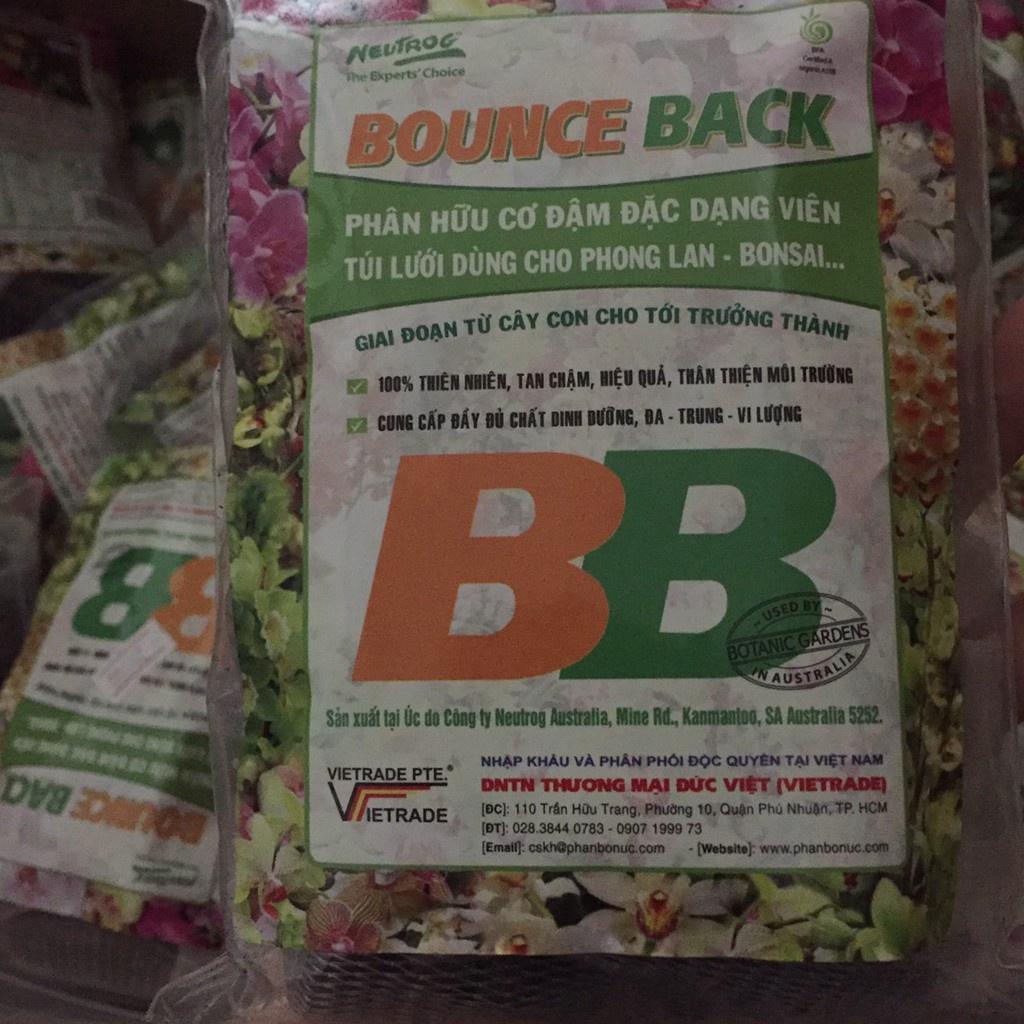 NEUTROG
The Experts' Choice
BFA
Certified
BOUNCE BACK
PHÂN HỮU CƠ ĐẬM ĐẶC DẠNG VIÊN
TÚI LƯỚI DÙNG CHO PHONG LAN - BONSAI...
GIAI ĐOẠN TỪ CÂY CON CHO TỚI TRƯỞNG THÀNH
100% THIÊN NHIÊN, TAN CHẬM, HIỆU QUẢ, THÂN THIỆN MÔI TRƯỜNG
CUNG CẤP ĐẦY ĐỦ CHẤT DINH DƯỠNG, ĐA - TRUNG - VI LƯỢNG
BB
~ USED BY ~
BOTANIC GARDENS
IN AUSTRALIA
Sản xuất tại Úc do Công ty Neutrog Australia, Mine Rd., Kanmantoo, SA Australia 5252.
VIETRADE PTE.®
VIETRADE
NHẬP KHẨU VÀ PHÂN PHỐI ĐỘC QUYỀN TẠI VIỆT NAM
DNTN THƯƠNG MẠI ĐỨC VIỆT (VIETRADE)
[ĐC]: 110 Trần Hữu Trang, Phường 10, Quận Phú Nhuận, TP. HCM
[ĐT]: 028.3844 0783 - 0907 1999 73
[Email]: cskh@phanbonuc.com - [Website]: www.phanbonuc.com
BB
BOUNCE BAC